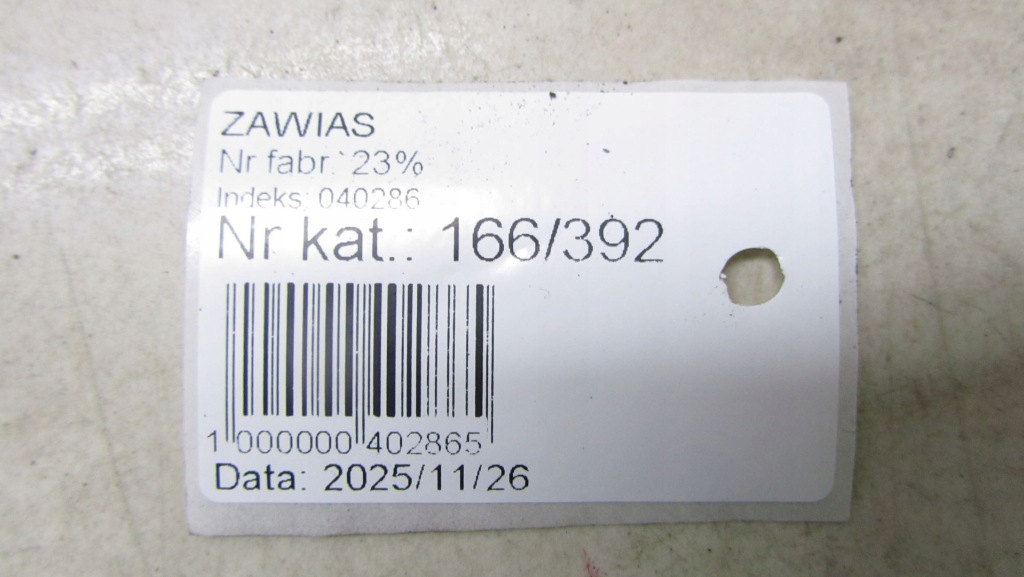 ZAWIAS
Nr fabr.`23%
Indeks: 040286
Nr kat.: 166/392
1 000000 402865
Data: 2025/11/26